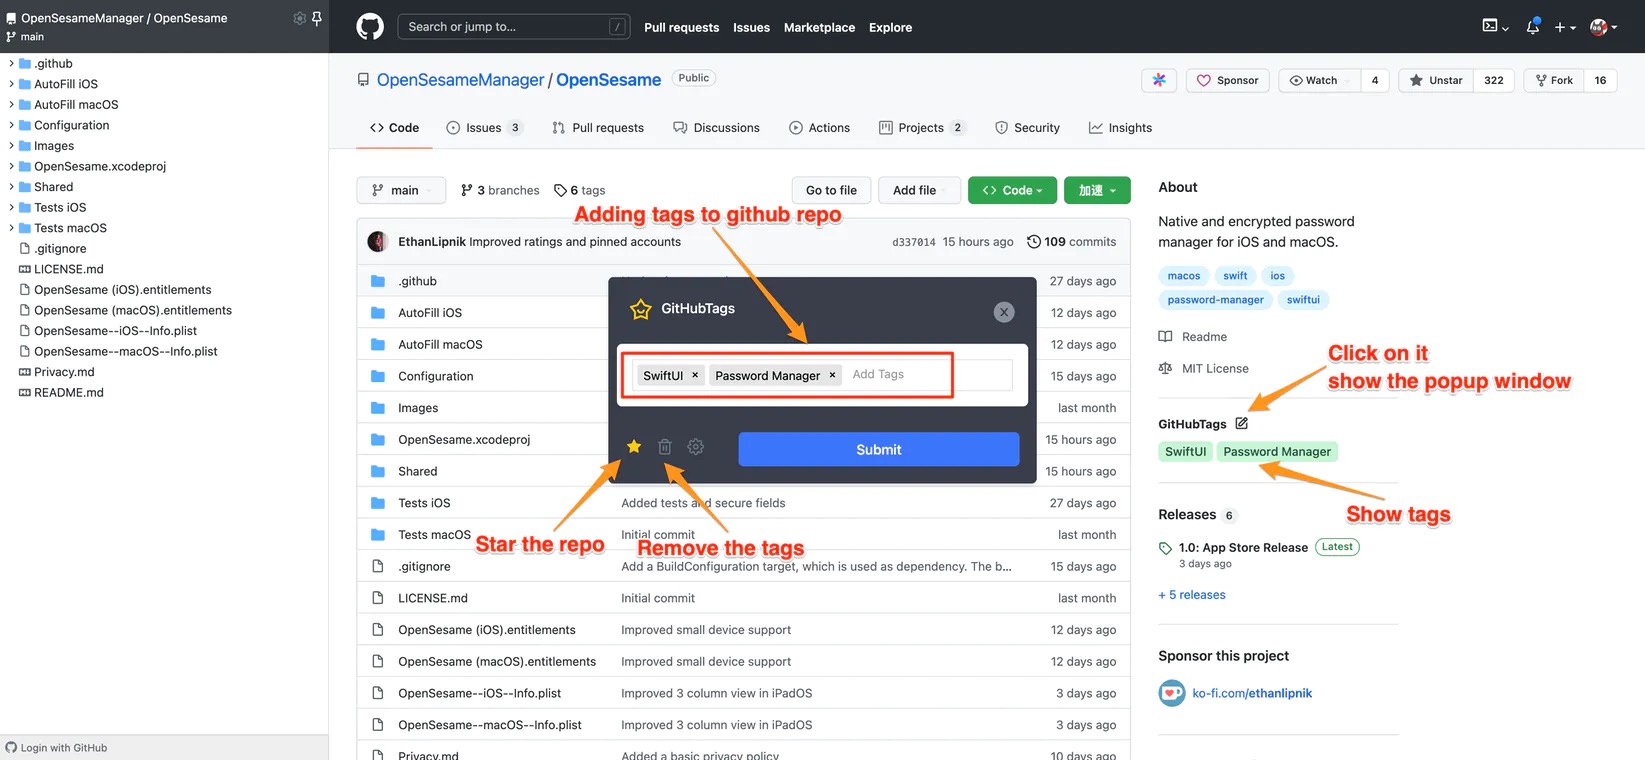 OpenSesameManager / OpenSesame
main
.github
AutoFill iOS
AutoFill macOS
Configuration
Images
OpenSesame.xcodeproj
Shared
Tests iOS
Tests macOS
.gitignore
LICENSE.md
OpenSesame (iOS).entitlements
OpenSesame (macOS).entitlements
OpenSesame--iOS--Info.plist
OpenSesame--macOS--Info.plist
Privacy.md
README.md
Login with GitHub
Search or jump to... /
Pull requests Issues Marketplace Explore
OpenSesameManager / OpenSesame Public
Sponsor Watch 4 Unstar 322 Fork 16
Code Issues 3 Pull requests Discussions Actions Projects 2 Security Insights
main 3 branches 6 tags Go to file Add file Code 加速
Adding tags to github repo
EthanLipnik Improved ratings and pinned accounts d337014 15 hours ago 109 commits
.github 27 days ago
AutoFill iOS 12 days ago
AutoFill macOS 12 days ago
Configuration 15 days ago
Images last month
OpenSesame.xcodeproj 15 hours ago
Shared 15 hours ago
Tests iOS Added tests and secure fields 27 days ago
Tests macOS Initial commit last month
.gitignore Add a BuildConfiguration target, which is used as dependency. The b... 15 days ago
LICENSE.md Initial commit last month
OpenSesame (iOS).entitlements Improved small device support 12 days ago
OpenSesame (macOS).entitlements Improved small device support 12 days ago
OpenSesame--iOS--Info.plist Improved 3 column view in iPadOS 3 days ago
OpenSesame--macOS--Info.plist Improved 3 column view in iPadOS 3 days ago
Privacy.md Added a basic privacy policy 10 days ago
GitHubTags X
SwiftUI × Password Manager × Add Tags
Submit
Star the repo
Remove the tags
About
Native and encrypted password
manager for iOS and macOS.
macos swift ios
password-manager swiftui
Readme
MIT License
Click on it
show the popup window
GitHubTags
SwiftUI Password Manager
Show tags
Releases 6
1.0: App Store Release Latest
3 days ago
+ 5 releases
Sponsor this project
ko-fi.com/ethanlipnik